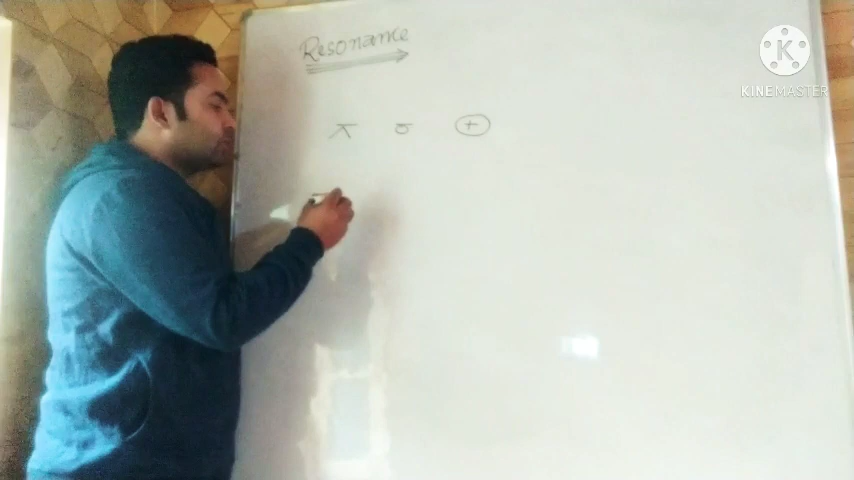 Resonance
π σ ⊕
K
KINEMASTER